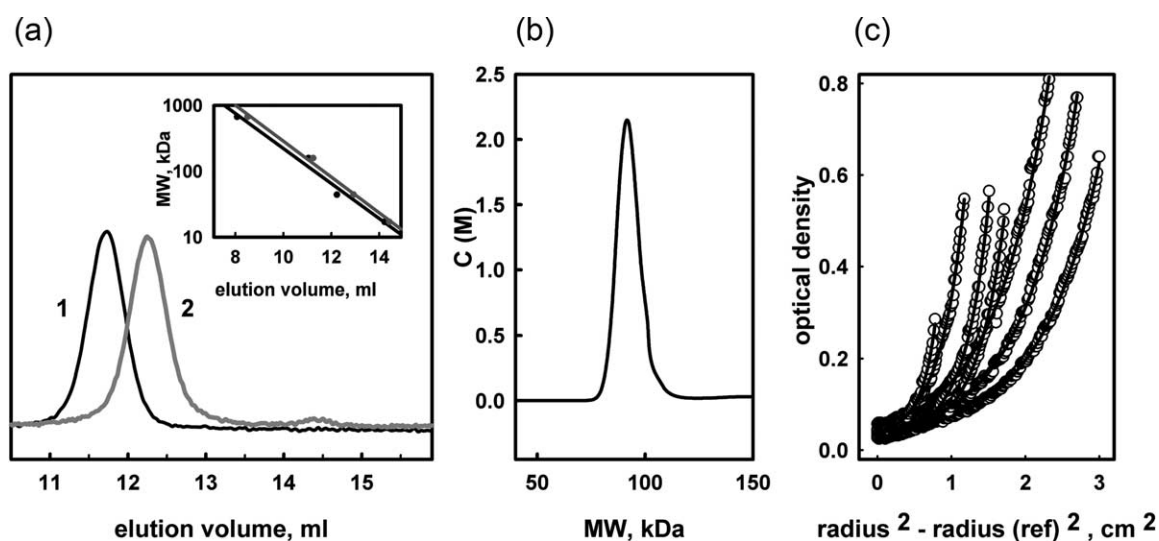 (a)
1000
100
10
MW, kDa
8 10 12 14
elution volume, ml
1
2
11 12 13 14 15
elution volume, ml
(b)
2.5
2.0
1.5
1.0
0.5
0.0
C (M)
50 100 150
MW, kDa
(c)
0.8
0.6
0.4
0.2
0.0
optical density
0 1 2 3
radius ² - radius (ref) ² , cm ²